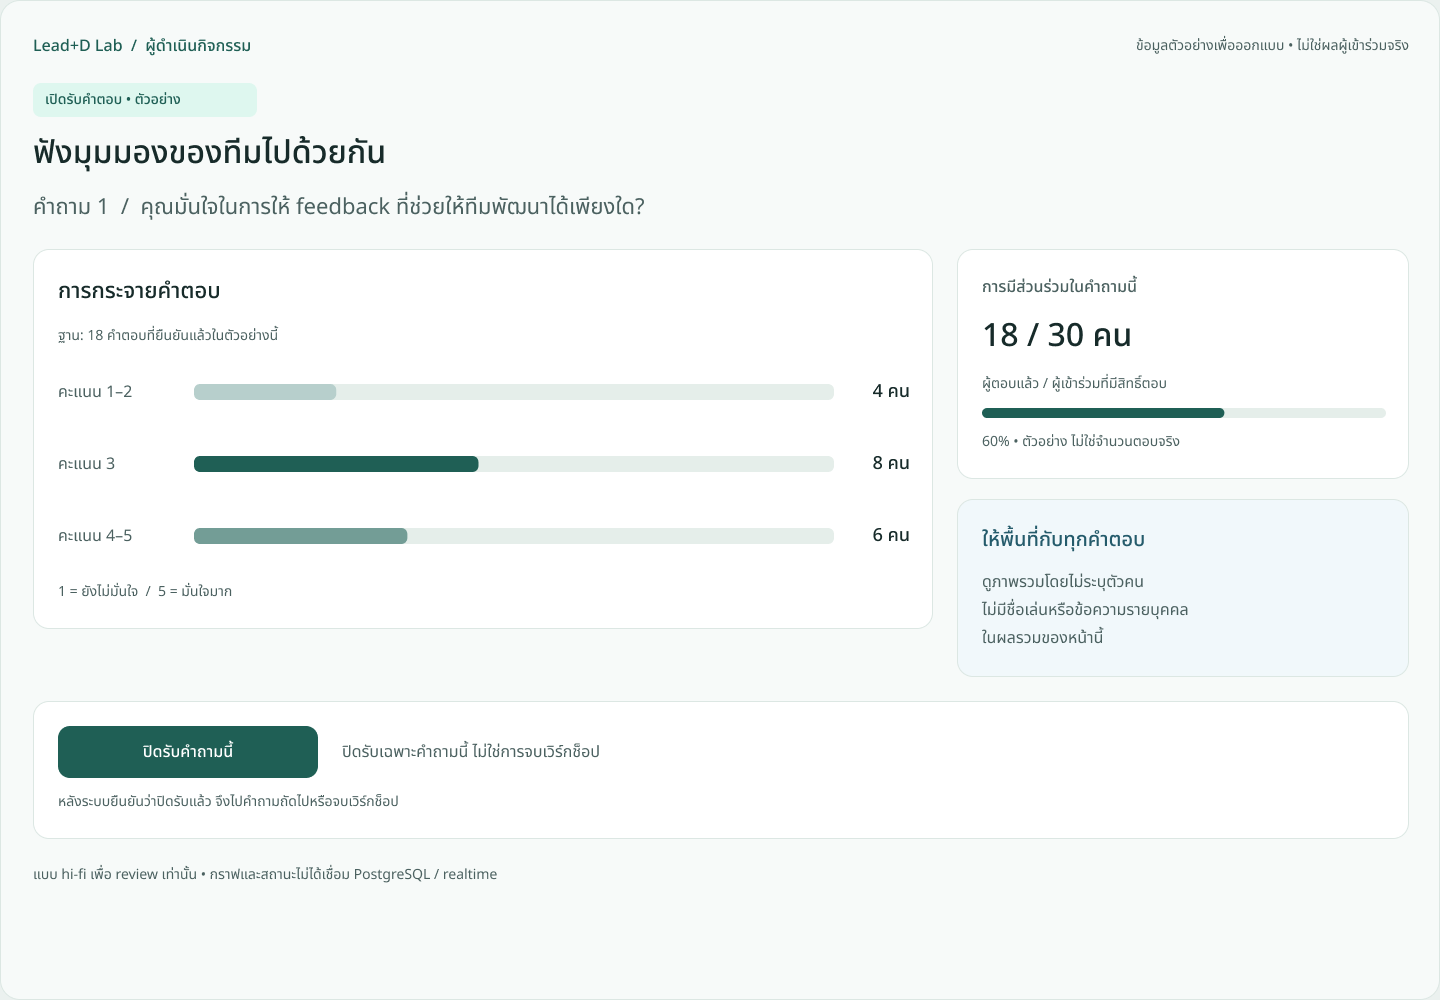 Lead+D Lab / ผู้ดำเนินกิจกรรม
ข้อมูลตัวอย่างเพื่อออกแบบ • ไม่ใช่ผลผู้เข้าร่วมจริง
เปิดรับคำตอบ • ตัวอย่าง
ฟังมุมมองของทีมไปด้วยกัน
คำถาม 1 / คุณมั่นใจในการให้ feedback ที่ช่วยให้ทีมพัฒนาได้เพียงใด?
การกระจายคำตอบ
ฐาน: 18 คำตอบที่ยืนยันแล้วในตัวอย่างนี้
คะแนน 1–2
4 คน
คะแนน 3
8 คน
คะแนน 4–5
6 คน
1 = ยังไม่มั่นใจ / 5 = มั่นใจมาก
การมีส่วนร่วมในคำถามนี้
18 / 30 คน
ผู้ตอบแล้ว / ผู้เข้าร่วมที่มีสิทธิ์ตอบ
60% • ตัวอย่าง ไม่ใช่จำนวนตอบจริง
ให้พื้นที่กับทุกคำตอบ
ดูภาพรวมโดยไม่ระบุตัวคน
ไม่มีชื่อเล่นหรือข้อความรายบุคคล
ในผลรวมของหน้านี้
ปิดรับคำถามนี้
ปิดรับเฉพาะคำถามนี้ ไม่ใช่การจบเวิร์กช็อป
หลังระบบยืนยันว่าปิดรับแล้ว จึงไปคำถามถัดไปหรือจบเวิร์กช็อป
แบบ hi-fi เพื่อ review เท่านั้น • กราฟและสถานะไม่ได้เชื่อม PostgreSQL / realtime